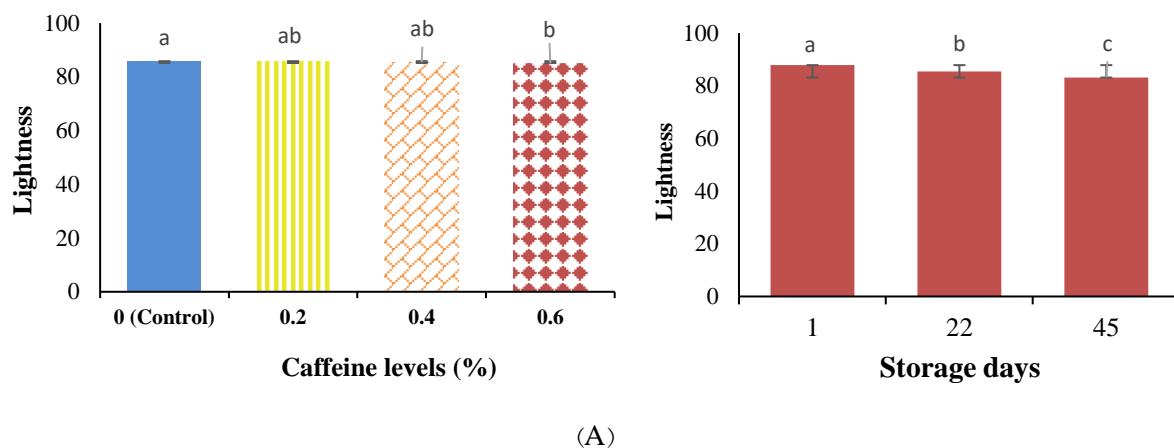 100
80
60
40
20
0
Lightness
a
ab
ab
b
0 (Control)
0.2
0.4
0.6
Caffeine levels (%)
100
80
60
40
20
0
Lightness
a
b
c
1
22
45
Storage days
(A)